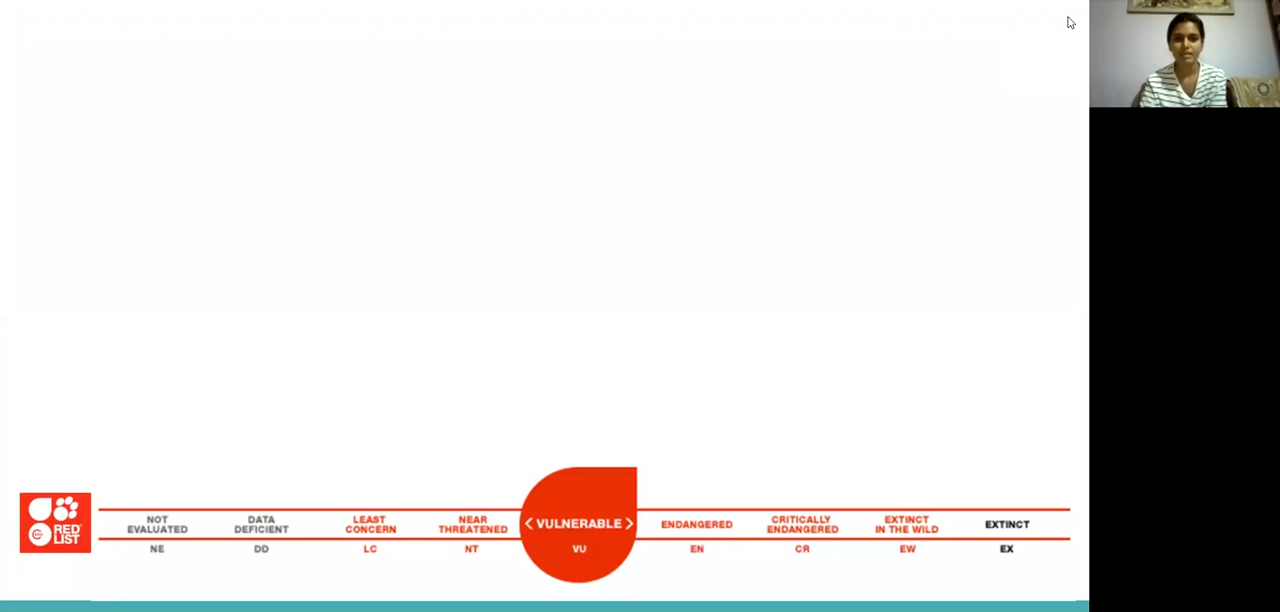 NOT
EVALUATED
NE
DATA
DEFICIENT
DD
LEAST
CONCERN
LC
NEAR
THREATENED
NT
< VULNERABLE >
VU
ENDANGERED
EN
CRITICALLY
ENDANGERED
CR
EXTINCT
IN THE WILD
EW
EXTINCT
EX
RED
LIST